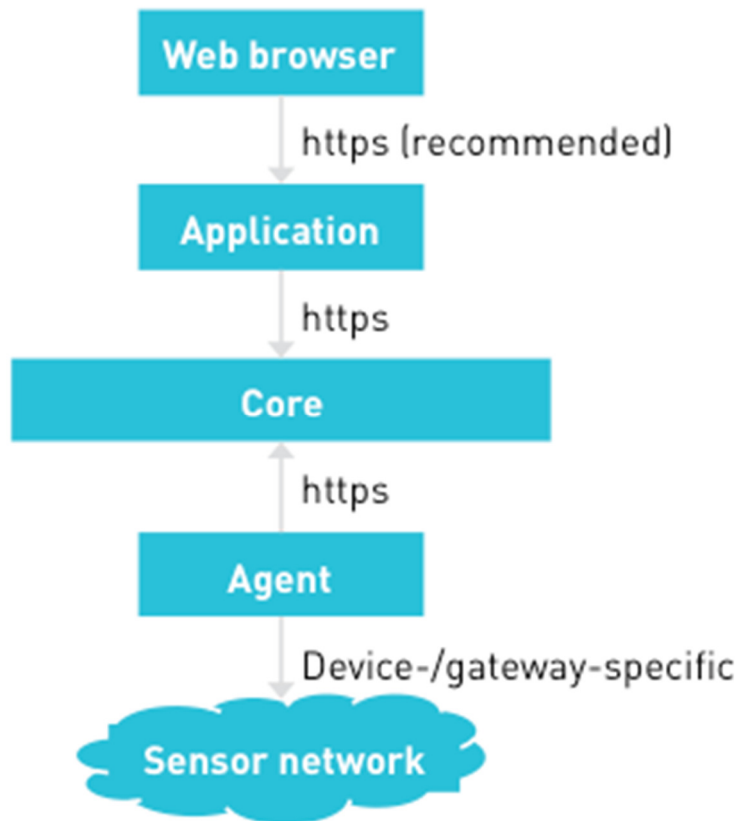 Web browser
https (recommended)
Application
https
Core
https
Agent
Device-/gateway-specific
Sensor network